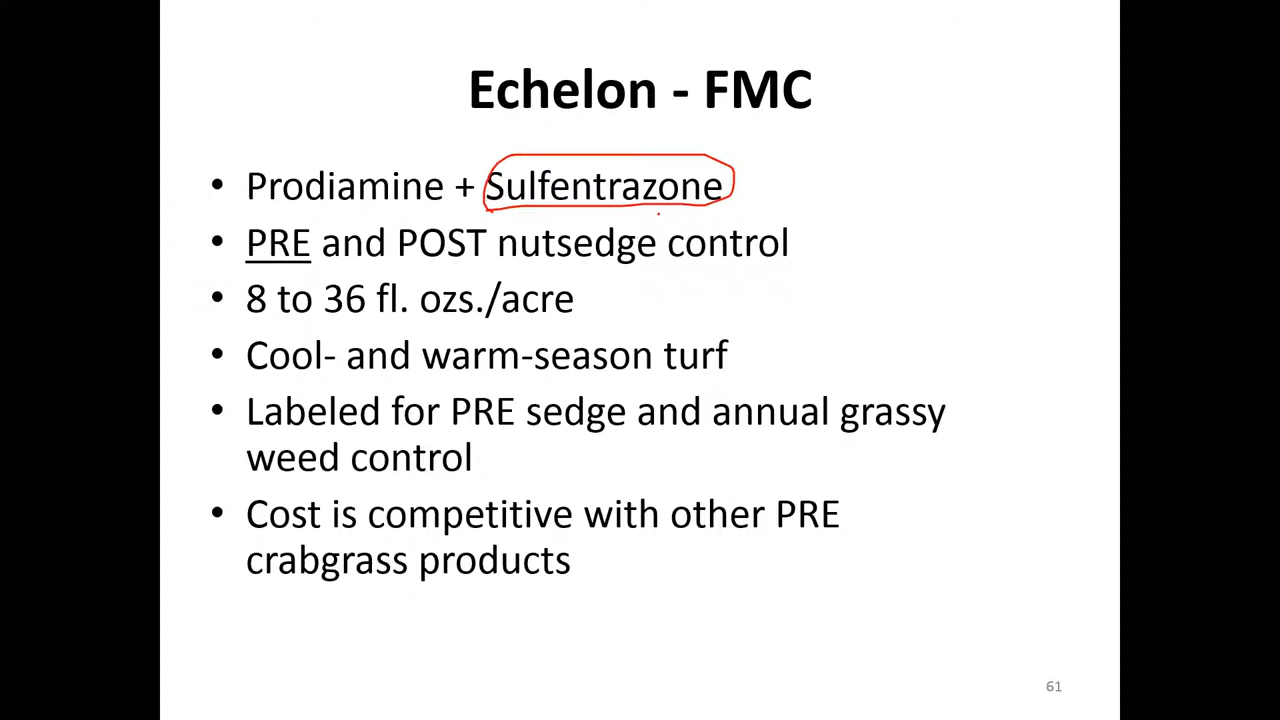 Echelon - FMC
• Prodiamine + Sulfentrazone
• PRE and POST nutsedge control
• 8 to 36 fl. ozs./acre
• Cool- and warm-season turf
• Labeled for PRE sedge and annual grassy
weed control
• Cost is competitive with other PRE
crabgrass products
61